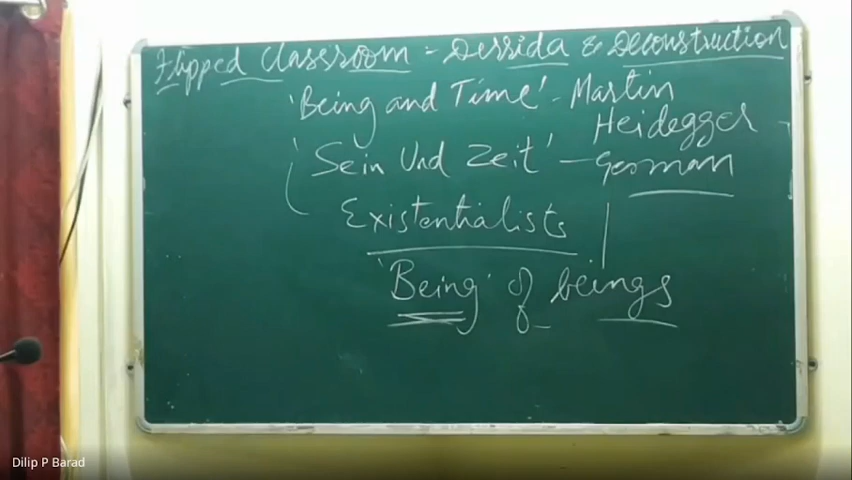 Flipped Classroom - Derrida & Deconstruction
'Being and Time' - Martin
Heidegger
'Sein Und Zeit' - German
Existentialists
'Being' of beings
Dilip P Barad